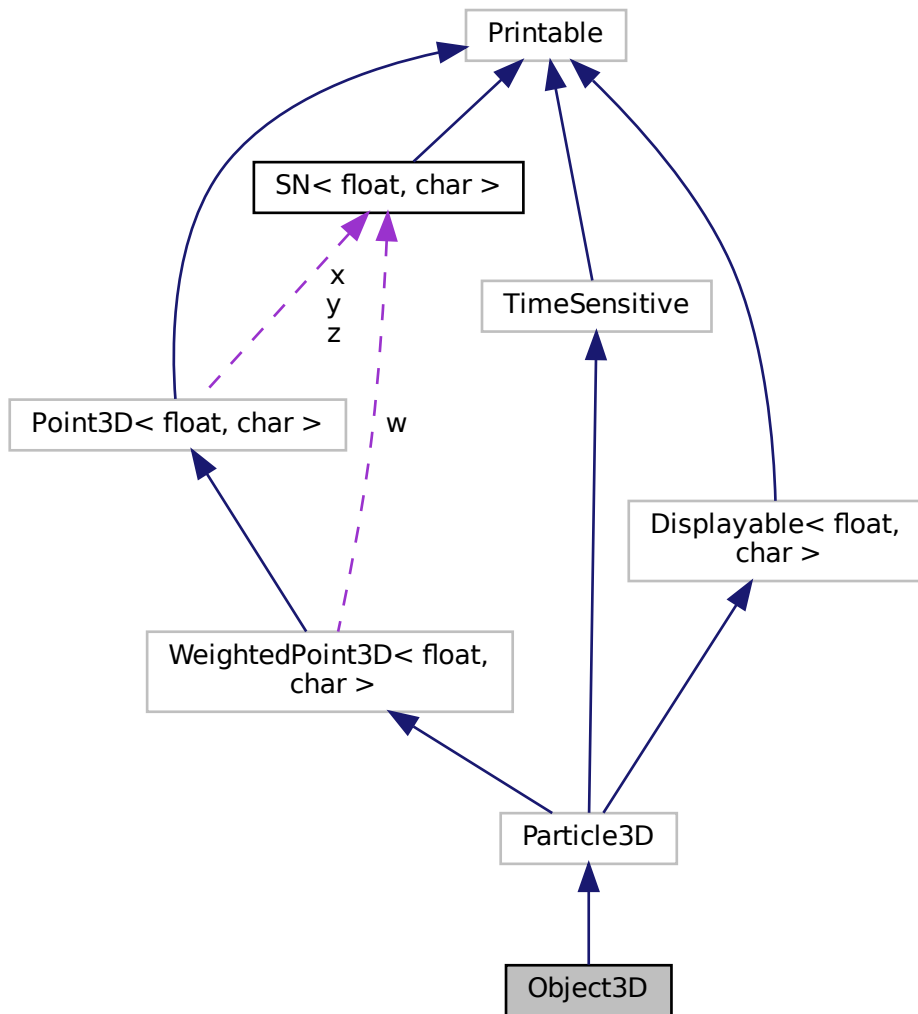 Printable
SN< float, char >
x
y
z
TimeSensitive
Point3D< float, char >
w
Displayable< float,
char >
WeightedPoint3D< float,
char >
Particle3D
Object3D